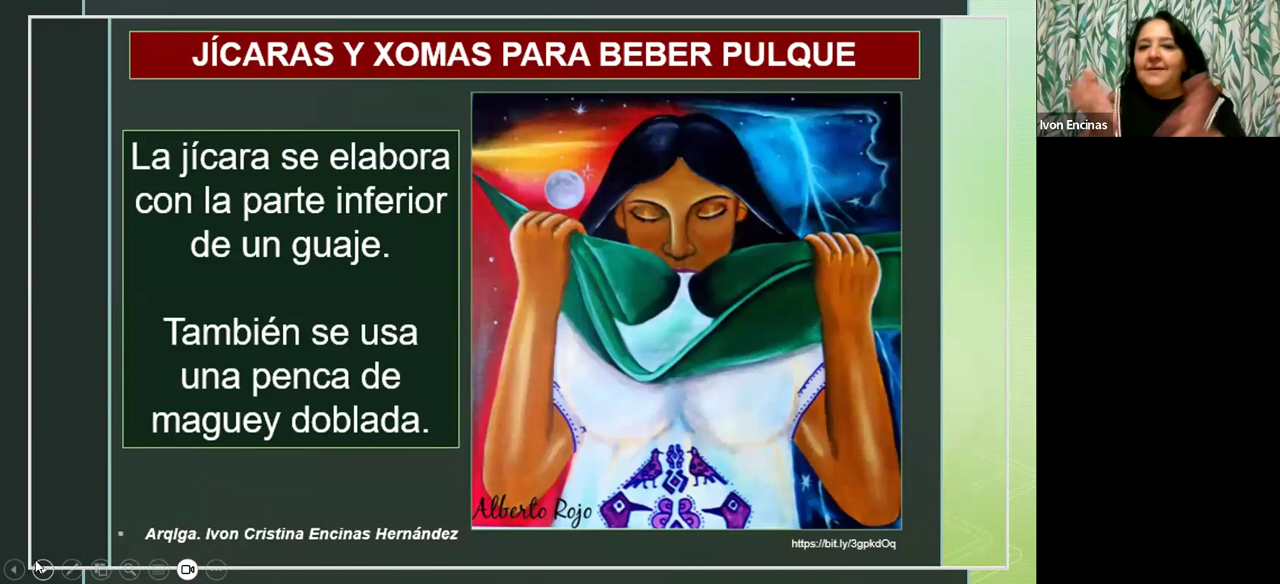 JÍCARAS Y XOMAS PARA BEBER PULQUE
La jícara se elabora
con la parte inferior
de un guaje.
También se usa
una penca de
maguey doblada.
Alberto Rojo
Arqlga. Ivon Cristina Encinas Hernández
https://bit.ly/3gpkdOq
Ivon Encinas